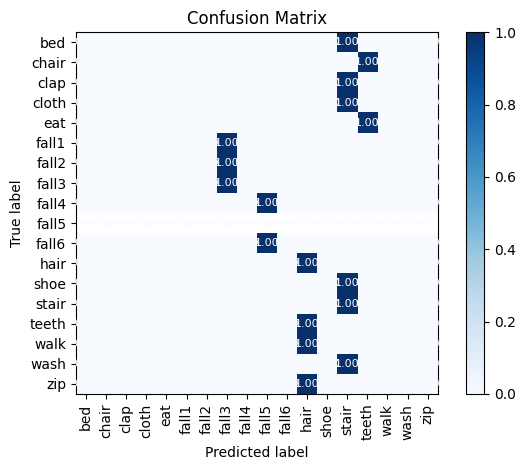 Confusion Matrix
True label
bed 1.00
chair 1.00
clap 1.00
cloth 1.00
eat 1.00
fall1 1.00
fall2 1.00
fall3 1.00
fall4 1.00
fall5
fall6 1.00
hair 1.00
shoe 1.00
stair 1.00
teeth 1.00
walk 1.00
wash 1.00
zip 1.00
bed chair clap cloth eat fall1 fall2 fall3 fall4 fall5 fall6 hair shoe stair teeth walk wash zip
Predicted label
1.0
0.8
0.6
0.4
0.2
0.0